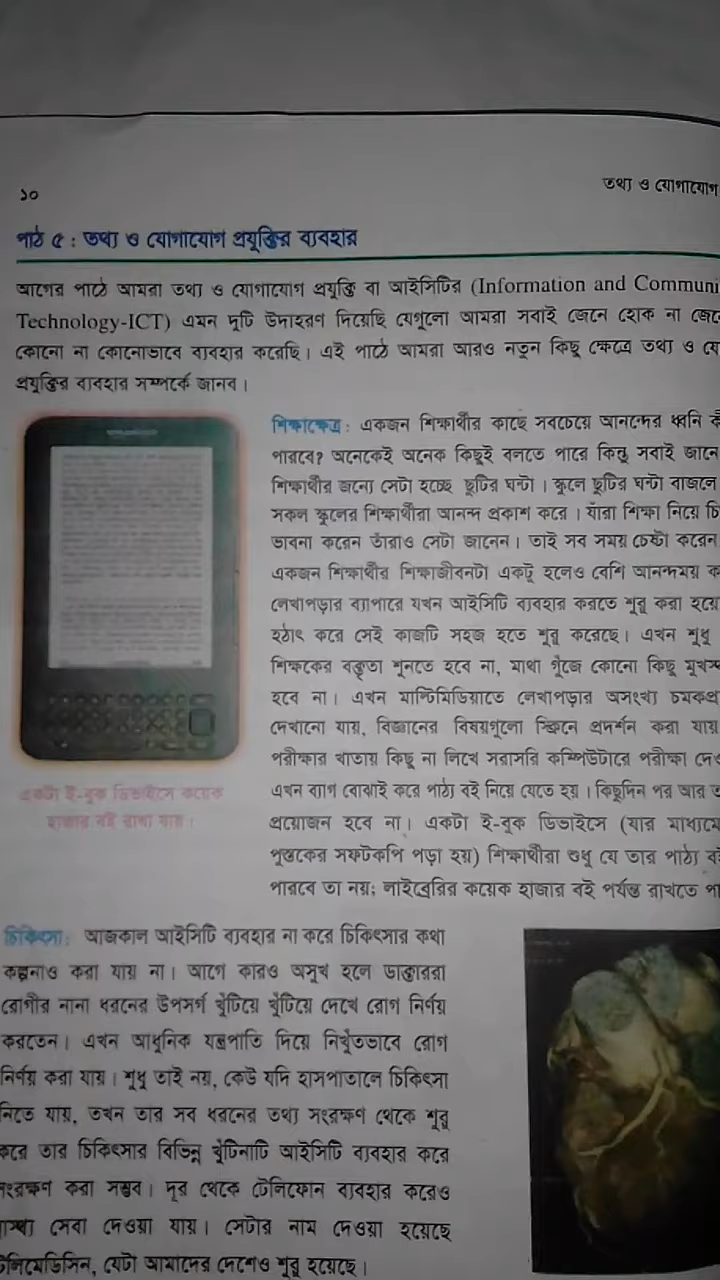 ১০
তথ্য ও যোগাযোগ
পাঠ ৫ : তথ্য ও যোগাযোগ প্রযুক্তির ব্যবহার
আগের পাঠে আমরা তথ্য ও যোগাযোগ প্রযুক্তি বা আইসিটির (Information and Communi
Technology-ICT) এমন দুটি উদাহরণ দিয়েছি যেগুলো আমরা সবাই জেনে হোক না জেনে
কোনো না কোনোভাবে ব্যবহার করেছি। এই পাঠে আমরা আরও নতুন কিছু ক্ষেত্রে তথ্য ও যো
প্রযুক্তির ব্যবহার সম্পর্কে জানব।
শিক্ষাক্ষেত্র: একজন শিক্ষার্থীর কাছে সবচেয়ে আনন্দের ধ্বনি
পারবে? অনেকেই অনেক কিছুই বলতে পারে কিন্তু সবাই জানে
শিক্ষার্থীর জন্যে সেটা হচ্ছে ছুটির ঘন্টা। স্কুলে ছুটির ঘন্টা বাজলে
সকল স্কুলের শিক্ষার্থীরা আনন্দ প্রকাশ করে। যাঁরা শিক্ষা নিয়ে চি
ভাবনা করেন তাঁরাও সেটা জানেন। তাই সব সময় চেষ্টা করেন
একজন শিক্ষার্থীর শিক্ষাজীবনটা একটু হলেও বেশি আনন্দময় ক
লেখাপড়ার ব্যাপারে যখন আইসিটি ব্যবহার করতে শুরু করা হয়ে
হঠাৎ করে সেই কাজটি সহজ হতে শুরু করেছে। এখন শুধু
শিক্ষকের বক্তৃতা শুনতে হবে না, মাথা গুঁজে কোনো কিছু মুখস
হবে না। এখন মাল্টিমিডিয়াতে লেখাপড়ার অসংখ্য চমকপ্র
দেখানো যায়, বিজ্ঞানের বিষয়গুলো স্ক্রিনে প্রদর্শন করা যায়
পরীক্ষার খাতায় কিছু না লিখে সরাসরি কম্পিউটারে পরীক্ষা দেও
এখন ব্যাগ বোঝাই করে পাঠ্য বই নিয়ে যেতে হয়। কিছুদিন পর আর ত
প্রয়োজন হবে না। একটা ই-বুক ডিভাইসে (যার মাধ্যমে
পুস্তকের সফটকপি পড়া হয়) শিক্ষার্থীরা শুধু যে তার পাঠ্য বই
পারবে তা নয়; লাইব্রেরির কয়েক হাজার বই পর্যন্ত রাখতে পা
একটা ই-বুক ডিভাইসে কয়েক
হাজার বই রাখা যায়।
চিকিৎসা: আজকাল আইসিটি ব্যবহার না করে চিকিৎসার কথা
কল্পনাও করা যায় না। আগে কারও অসুখ হলে ডাক্তাররা
রোগীর নানা ধরনের উপসর্গ খুঁটিয়ে খুঁটিয়ে দেখে রোগ নির্ণয়
করতেন। এখন আধুনিক যন্ত্রপাতি দিয়ে নিখুঁতভাবে রোগ
নির্ণয় করা যায়। শুধু তাই নয়, কেউ যদি হাসপাতালে চিকিৎসা
নিতে যায়, তখন তার সব ধরনের তথ্য সংরক্ষণ থেকে শুরু
করে তার চিকিৎসার বিভিন্ন খুঁটিনাটি আইসিটি ব্যবহার করে
সংরক্ষণ করা সম্ভব। দূর থেকে টেলিফোন ব্যবহার করেও
াস্থ্য সেবা দেওয়া যায়। সেটার নাম দেওয়া হয়েছে
টেলিমেডিসিন, যেটা আমাদের দেশেও শুরু হয়েছে।